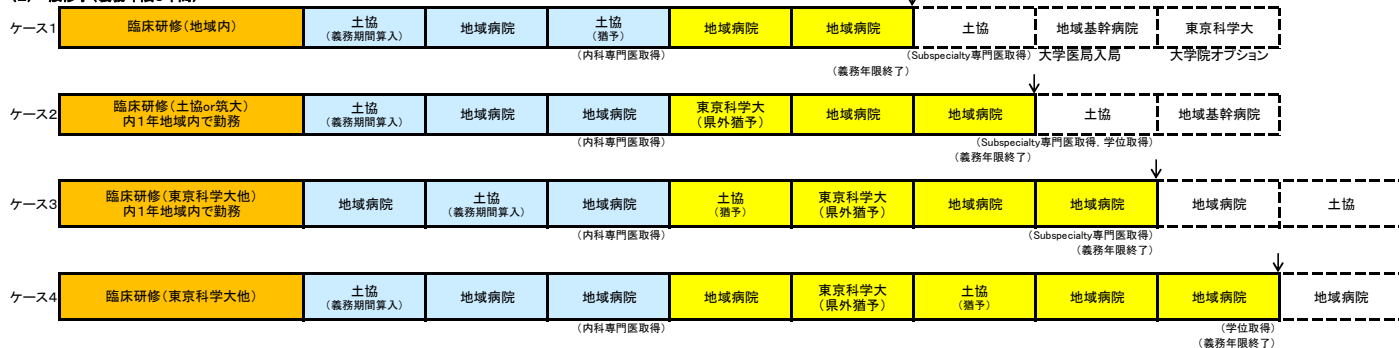 ケース1
臨床研修(地域内)
土協
(義務期間算入)
地域病院
土協
(猶予)
地域病院
地域病院
土協
地域基幹病院
東京科学大
(内科専門医取得)
(Subspecialty専門医取得)
大学医局入局
大学院オプション
(義務年限終了)
ケース2
臨床研修(土協or筑大)
内1年地域内で勤務
土協
(義務期間算入)
地域病院
地域病院
東京科学大
(県外猶予)
地域病院
地域病院
土協
地域基幹病院
(内科専門医取得)
(Subspecialty専門医取得, 学位取得)
(義務年限終了)
ケース3
臨床研修(東京科学大他)
内1年地域内で勤務
地域病院
土協
(義務期間算入)
地域病院
土協
(猶予)
東京科学大
(県外猶予)
地域病院
地域病院
地域病院
土協
(内科専門医取得)
(Subspecialty専門医取得)
(義務年限終了)
ケース4
臨床研修(東京科学大他)
土協
(義務期間算入)
地域病院
地域病院
地域病院
東京科学大
(県外猶予)
土協
(猶予)
地域病院
地域病院
地域病院
(内科専門医取得)
(学位取得)
(義務年限終了)